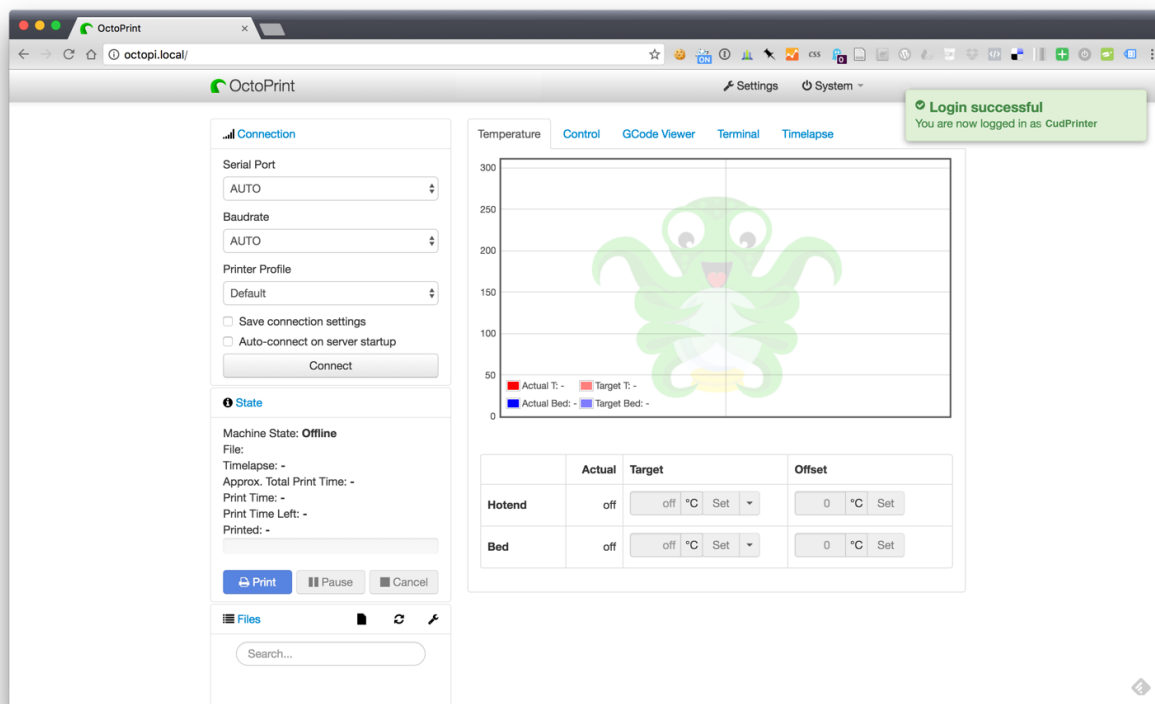 OctoPrint
octopi.local/
CSS
ON
0
OctoPrint
Settings
System
Login successful
You are now logged in as CudPrinter
Connection
Serial Port
AUTO
Baudrate
AUTO
Printer Profile
Default
Save connection settings
Auto-connect on server startup
Connect
State
Machine State: Offline
File:
Timelapse: -
Approx. Total Print Time: -
Print Time: -
Print Time Left: -
Printed: -
Print
Pause
Cancel
Files
Search...
Temperature Control GCode Viewer Terminal Timelapse
300
250
200
150
100
50
0
Actual T: - Target T: -
Actual Bed: - Target Bed: -
Actual Target Offset
Hotend off off °C Set 0 °C Set
Bed off off °C Set 0 °C Set